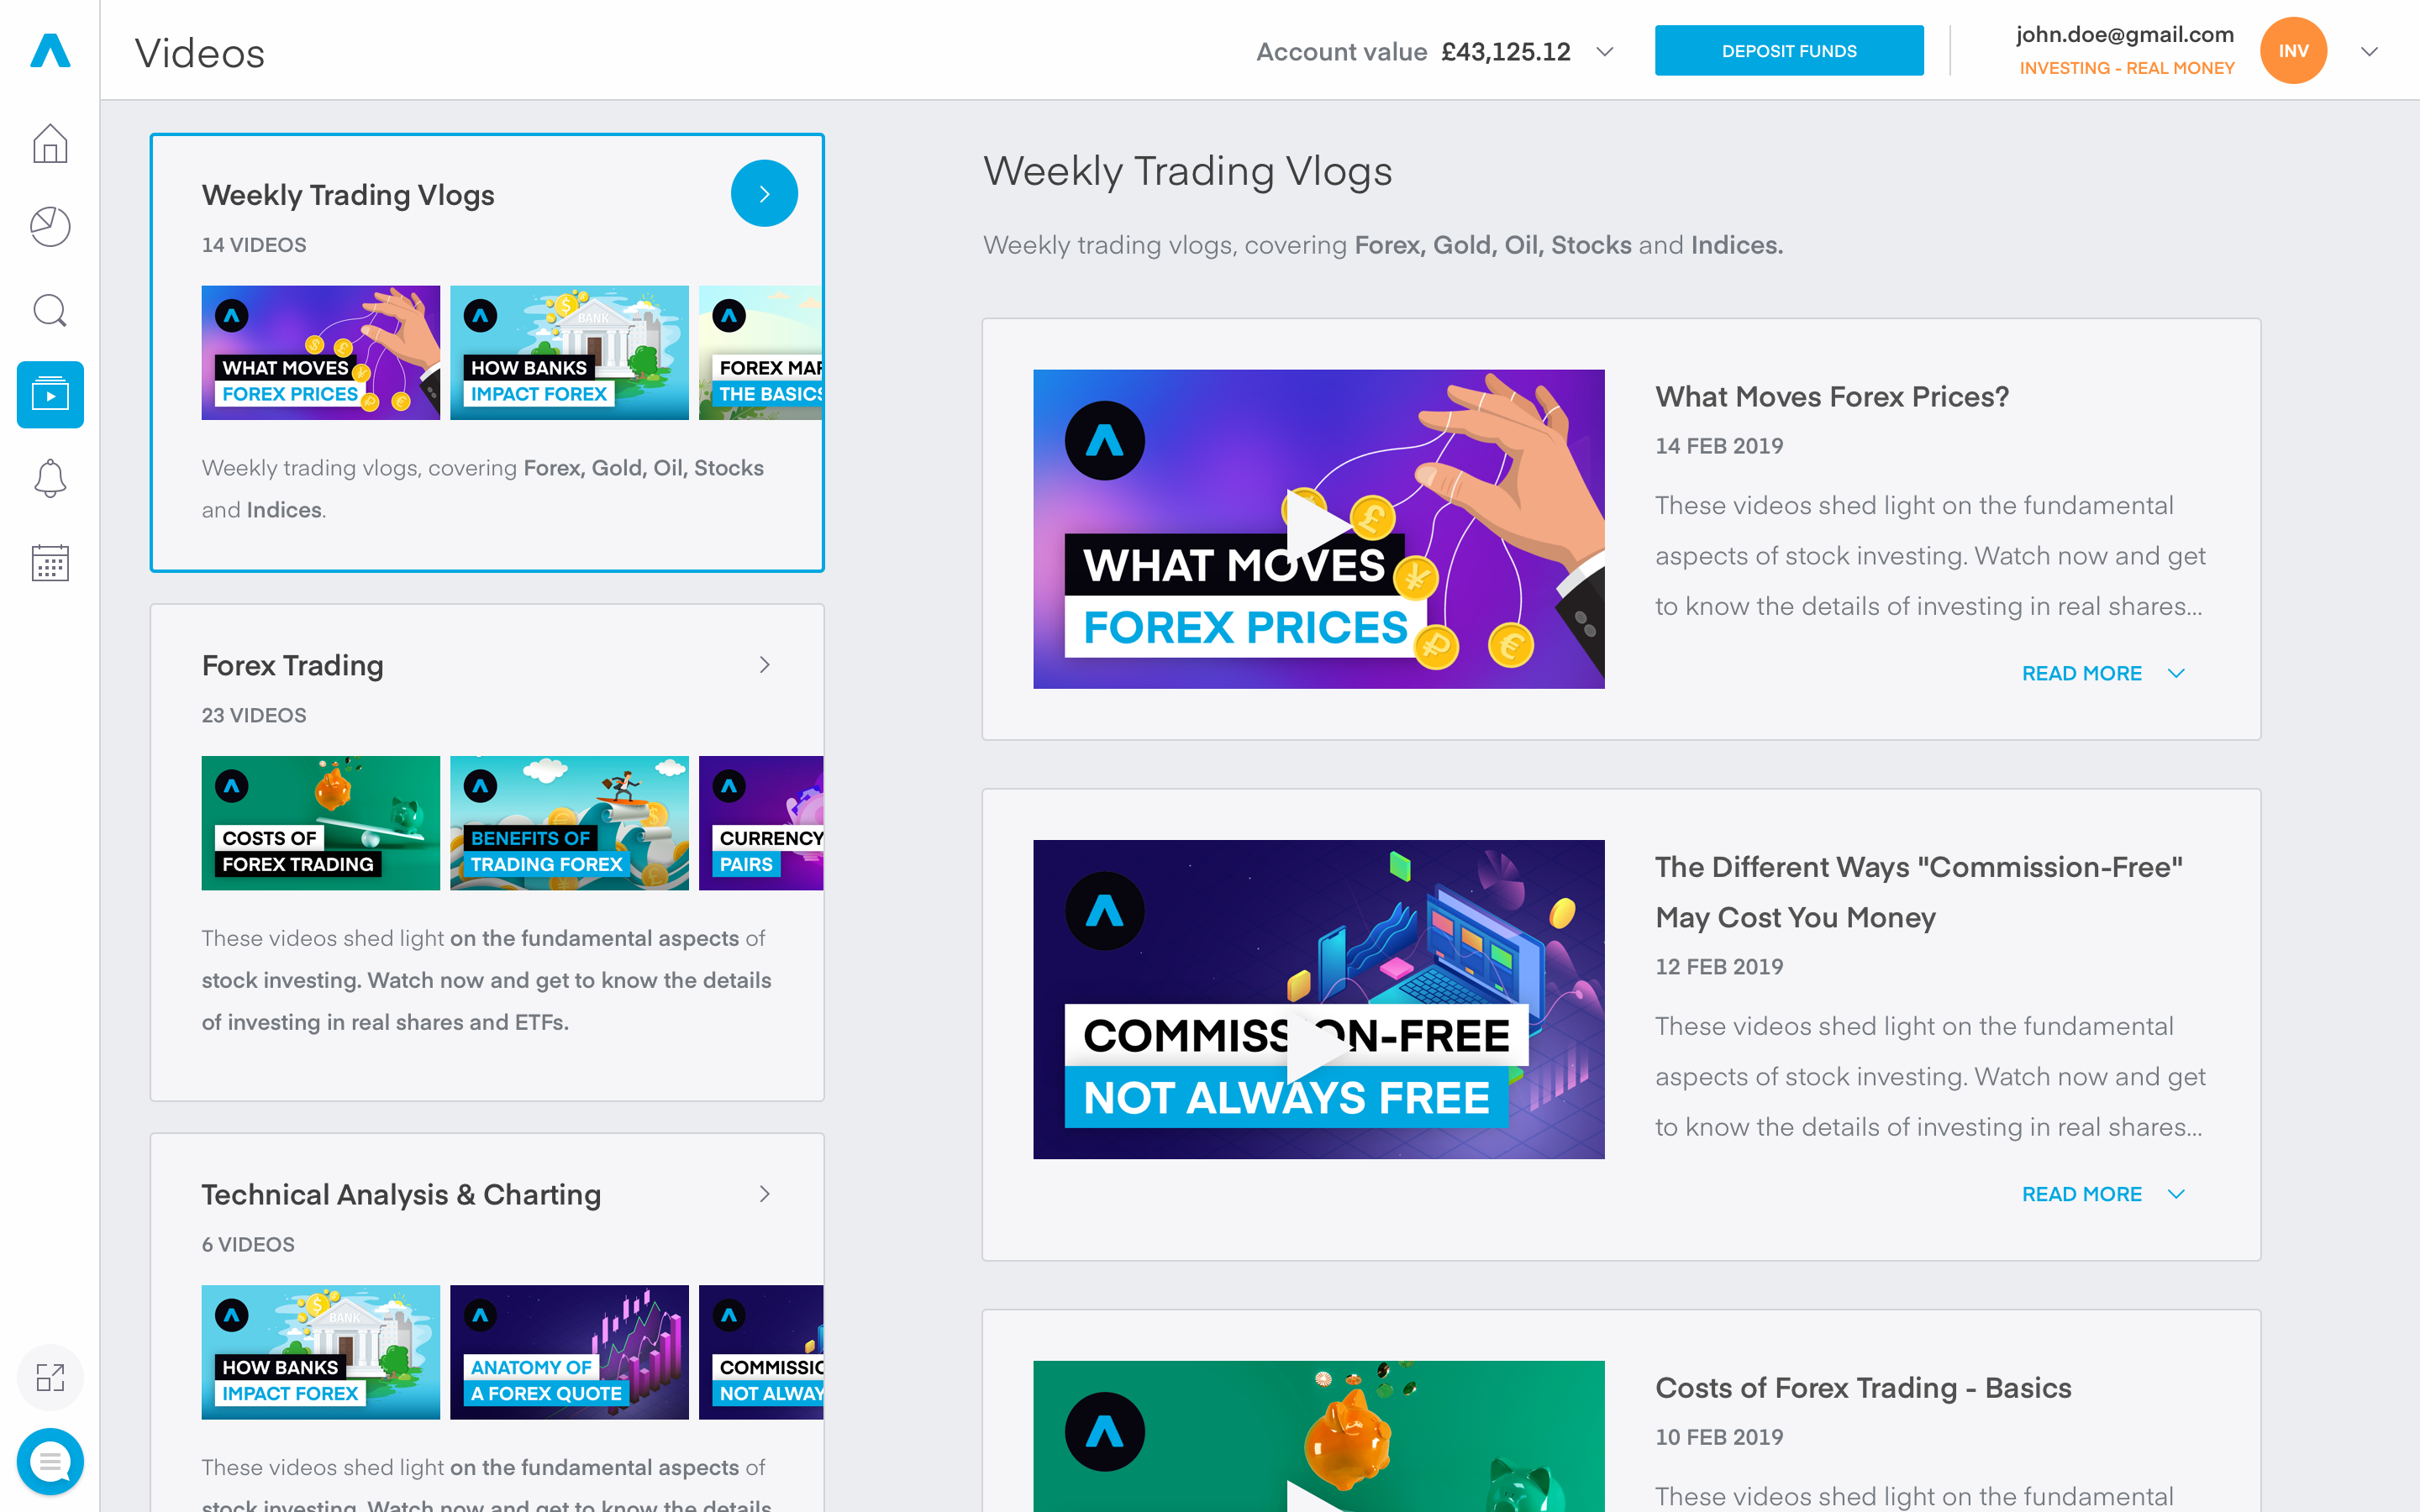 Videos
Account value £43,125.12
DEPOSIT FUNDS
john.doe@gmail.com
INVESTING - REAL MONEY
INV
Weekly Trading Vlogs
14 VIDEOS
WHAT MOVES
FOREX PRICES
BANK
HOW BANKS
IMPACT FOREX
FOREX MAR
THE BASICS
Weekly trading vlogs, covering Forex, Gold, Oil, Stocks
and Indices.
Forex Trading
23 VIDEOS
COSTS OF
FOREX TRADING
BENEFITS OF
TRADING FOREX
CURRENCY
PAIRS
These videos shed light on the fundamental aspects of
stock investing. Watch now and get to know the details
of investing in real shares and ETFs.
Technical Analysis & Charting
6 VIDEOS
BANK
HOW BANKS
IMPACT FOREX
ANATOMY OF
A FOREX QUOTE
COMMISSIO
NOT ALWAY
These videos shed light on the fundamental aspects of
stock investing. Watch now and get to know the details
Weekly Trading Vlogs
Weekly trading vlogs, covering Forex, Gold, Oil, Stocks and Indices.
WHAT MOVES
FOREX PRICES
What Moves Forex Prices?
14 FEB 2019
These videos shed light on the fundamental
aspects of stock investing. Watch now and get
to know the details of investing in real shares...
READ MORE
COMMISSION-FREE
NOT ALWAYS FREE
The Different Ways "Commission-Free"
May Cost You Money
12 FEB 2019
These videos shed light on the fundamental
aspects of stock investing. Watch now and get
to know the details of investing in real shares...
READ MORE
Costs of Forex Trading - Basics
10 FEB 2019
These videos shed light on the fundamental